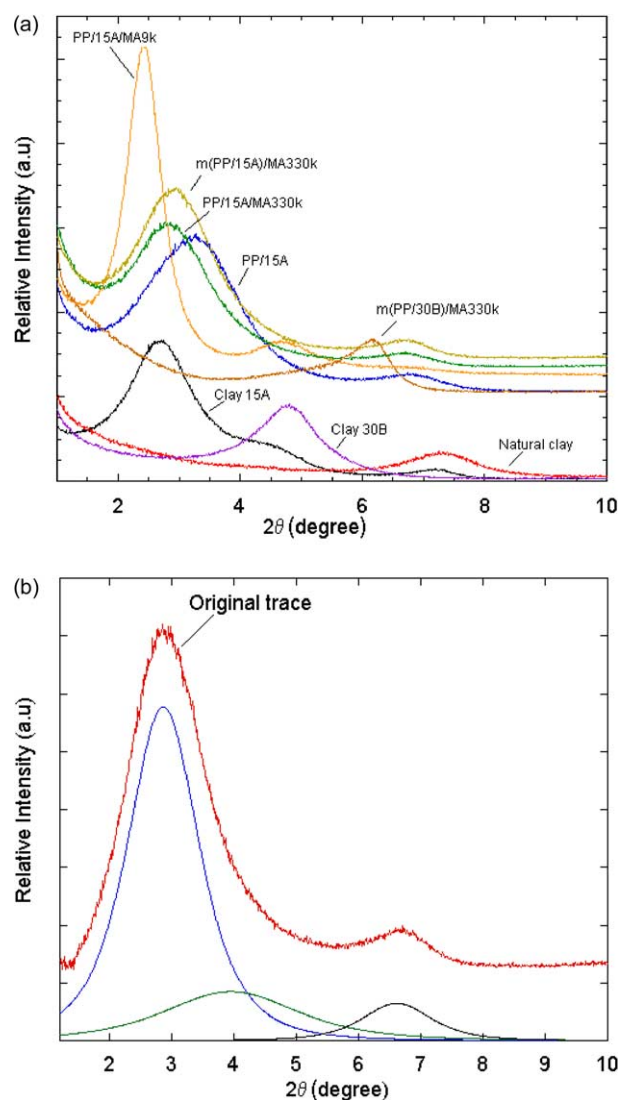 (a)
PP/15A/MA9k
m(PP/15A)/MA330k
PP/15A/MA330k
PP/15A
m(PP/30B)/MA330k
Clay 15A
Clay 30B
Natural clay
Relative Intensity (a.u)
2 4 6 8 10
2θ (degree)
(b)
Original trace
Relative Intensity (a.u)
2 3 4 5 6 7 8 9 10
2θ (degree)